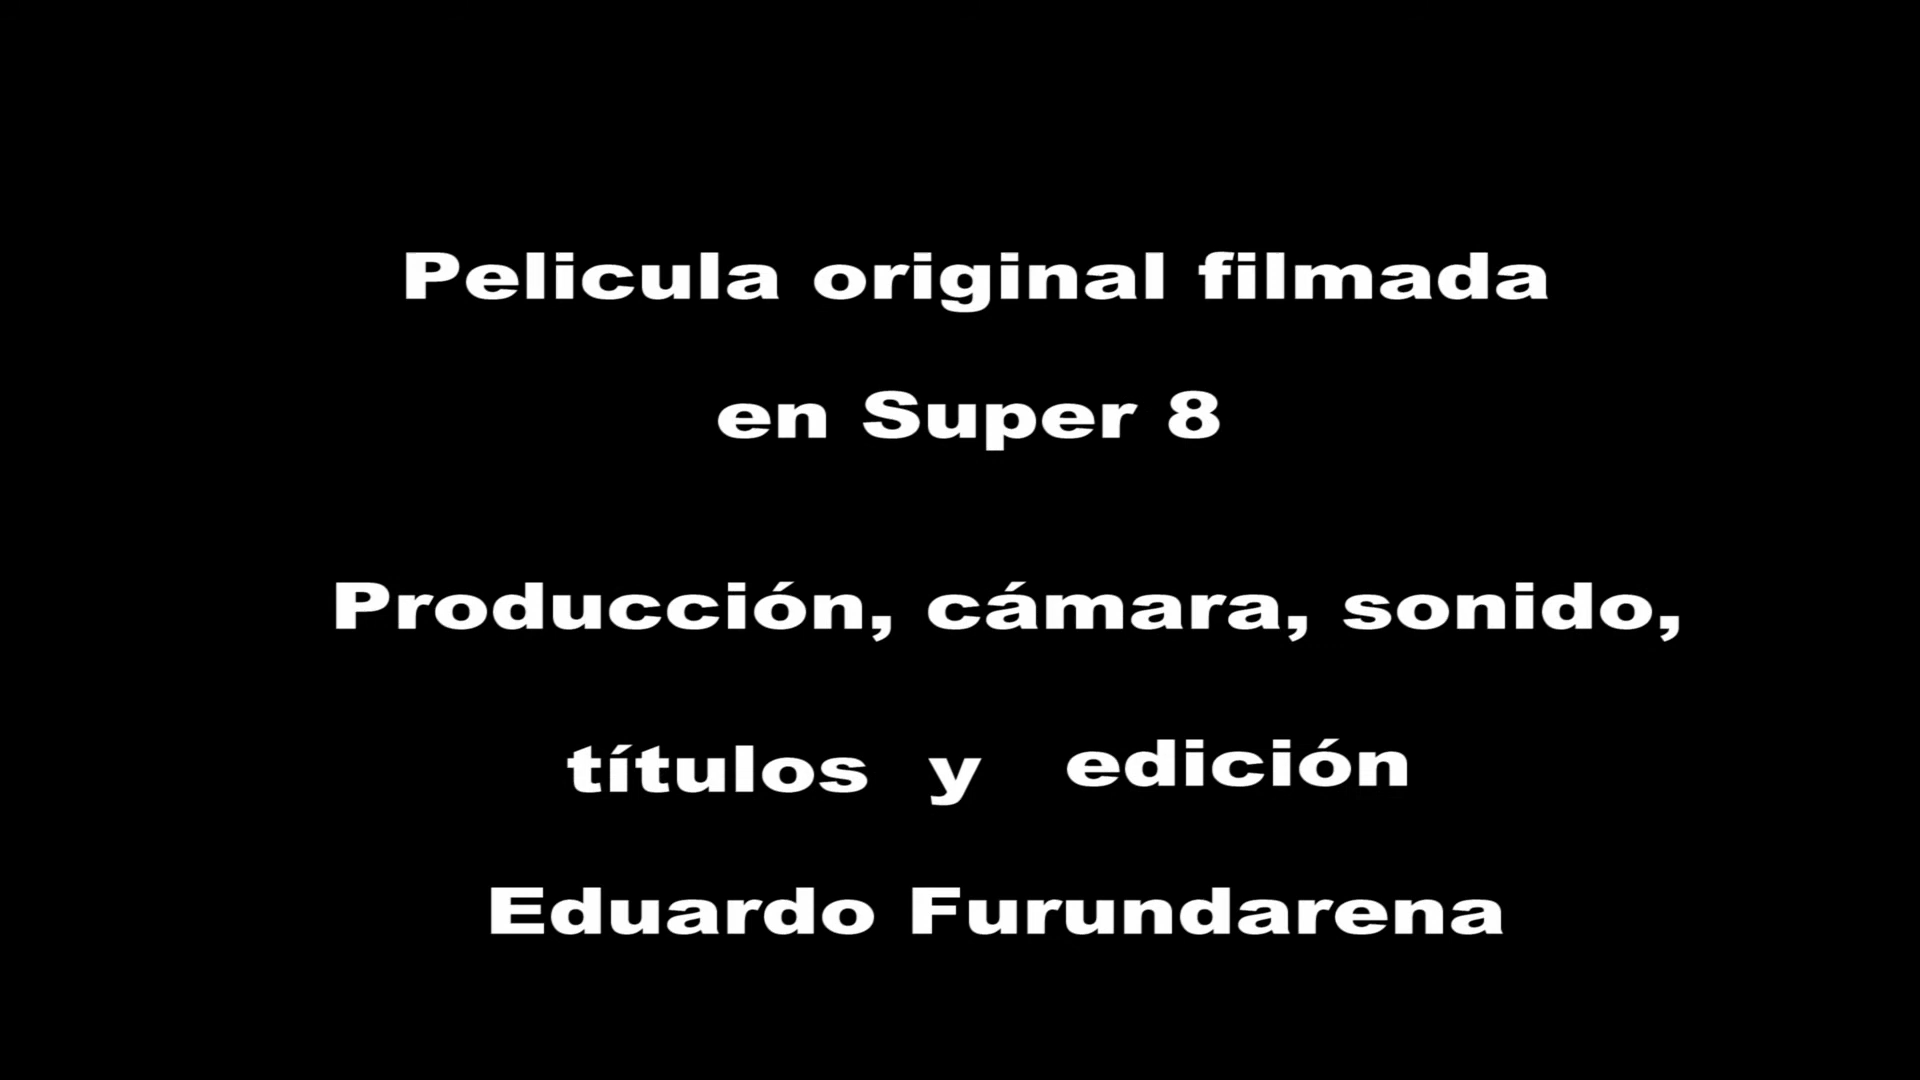 Pelicula original filmada
en Super 8
Producción, cámara, sonido,
títulos y edición
Eduardo Furundarena